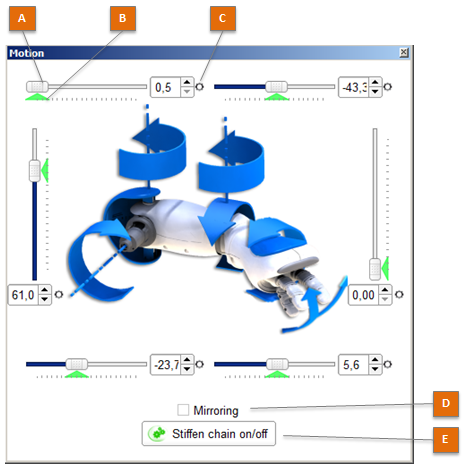 A B C
Motion
0,5 -43,3
61,0 0,00
-23,7 5,6
Mirroring D
Stiffen chain on/off E